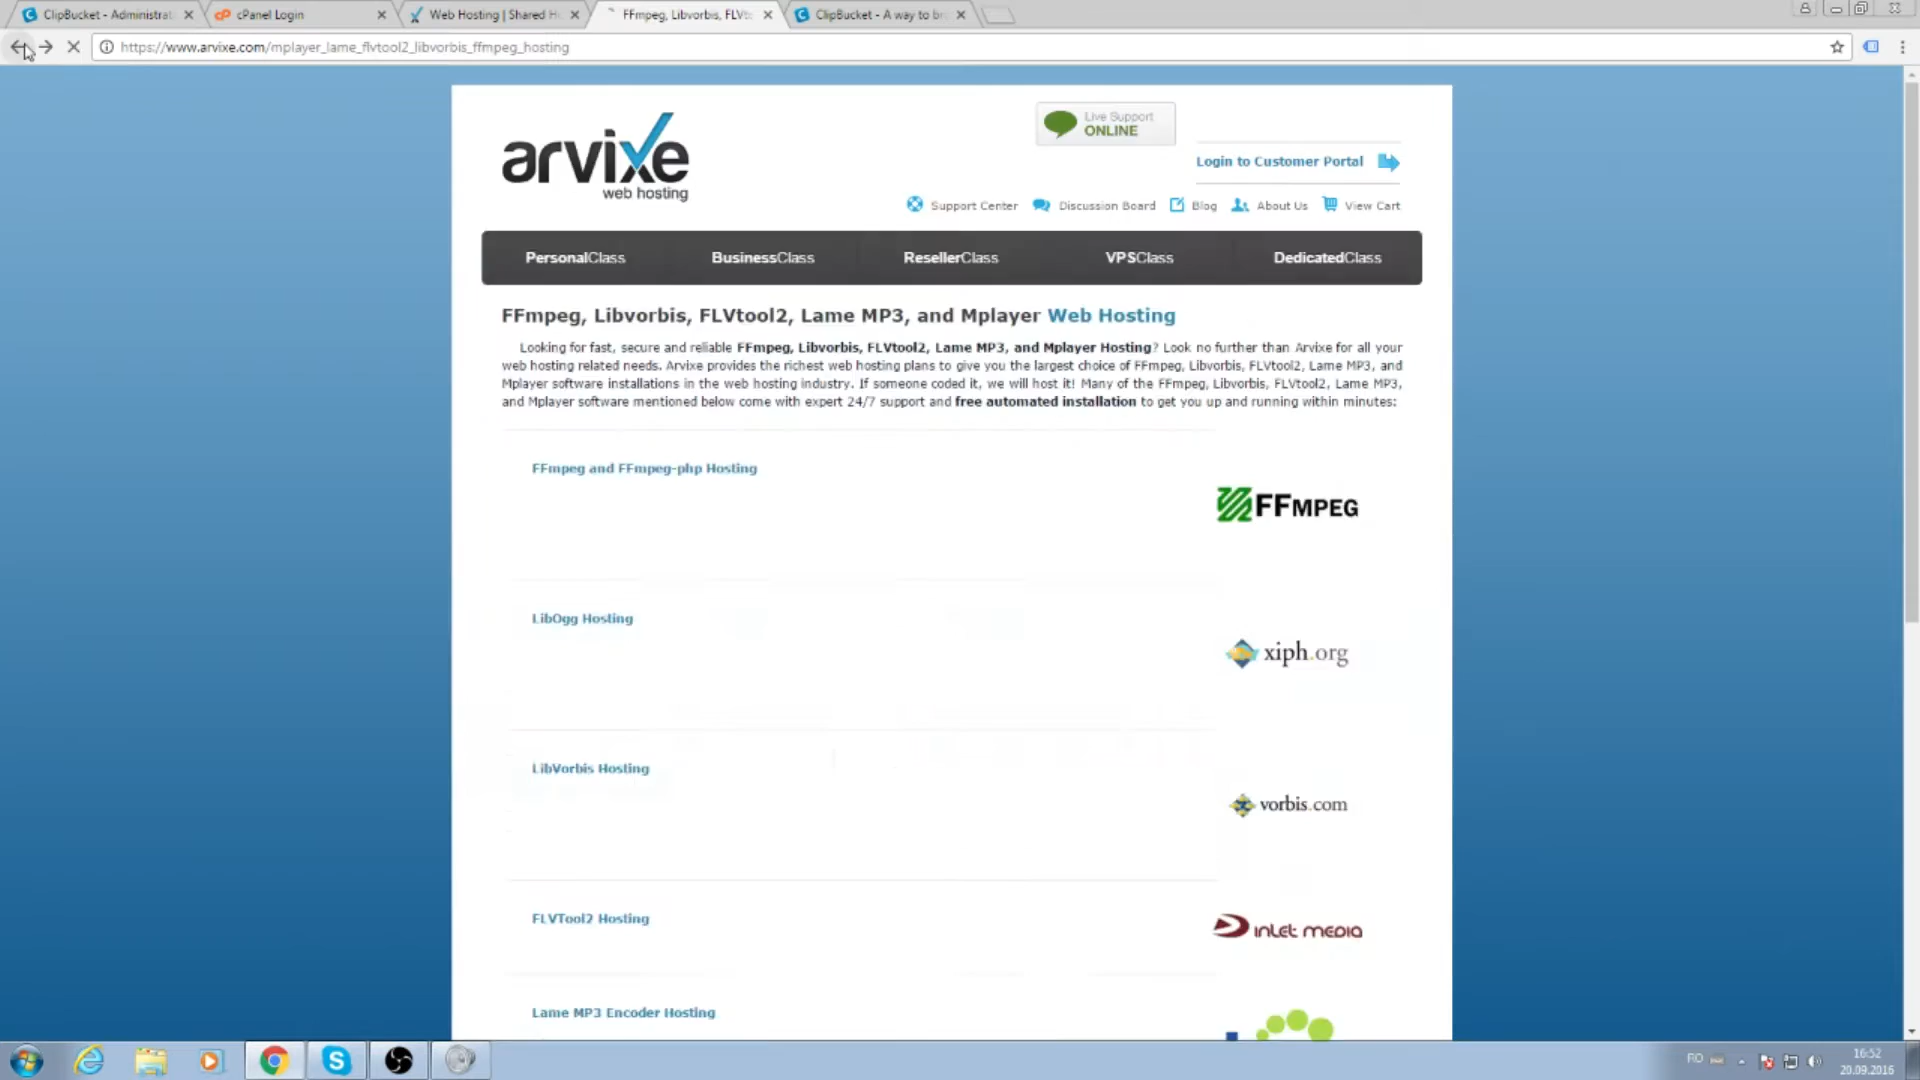 ClipBucket - Administrat
cPanel Login
Web Hosting | Shared H
FFmpeg, Libvorbis, FLVt
ClipBucket - A way to br
https://www.arvixe.com/mplayer_lame_flvtool2_libvorbis_ffmpeg_hosting
arvixe
web hosting
Live Support
ONLINE
Login to Customer Portal
Support Center
Discussion Board
Blog
About Us
View Cart
PersonalClass
BusinessClass
ResellerClass
VPSClass
DedicatedClass
FFmpeg, Libvorbis, FLVtool2, Lame MP3, and Mplayer Web Hosting
Looking for fast, secure and reliable FFmpeg, Libvorbis, FLVtool2, Lame MP3, and Mplayer Hosting? Look no further than Arvixe for all your
web hosting related needs. Arvixe provides the richest web hosting plans to give you the largest choice of FFmpeg, Libvorbis, FLVtool2, Lame MP3, and
Mplayer software installations in the web hosting industry. If someone coded it, we will host it! Many of the FFmpeg, Libvorbis, FLVtool2, Lame MP3,
and Mplayer software mentioned below come with expert 24/7 support and free automated installation to get you up and running within minutes:
FFmpeg and FFmpeg-php Hosting
FFMPEG
LibOgg Hosting
xiph.org
LibVorbis Hosting
vorbis.com
FLVTool2 Hosting
inlet media
Lame MP3 Encoder Hosting
RO
16:52
20.09.2016